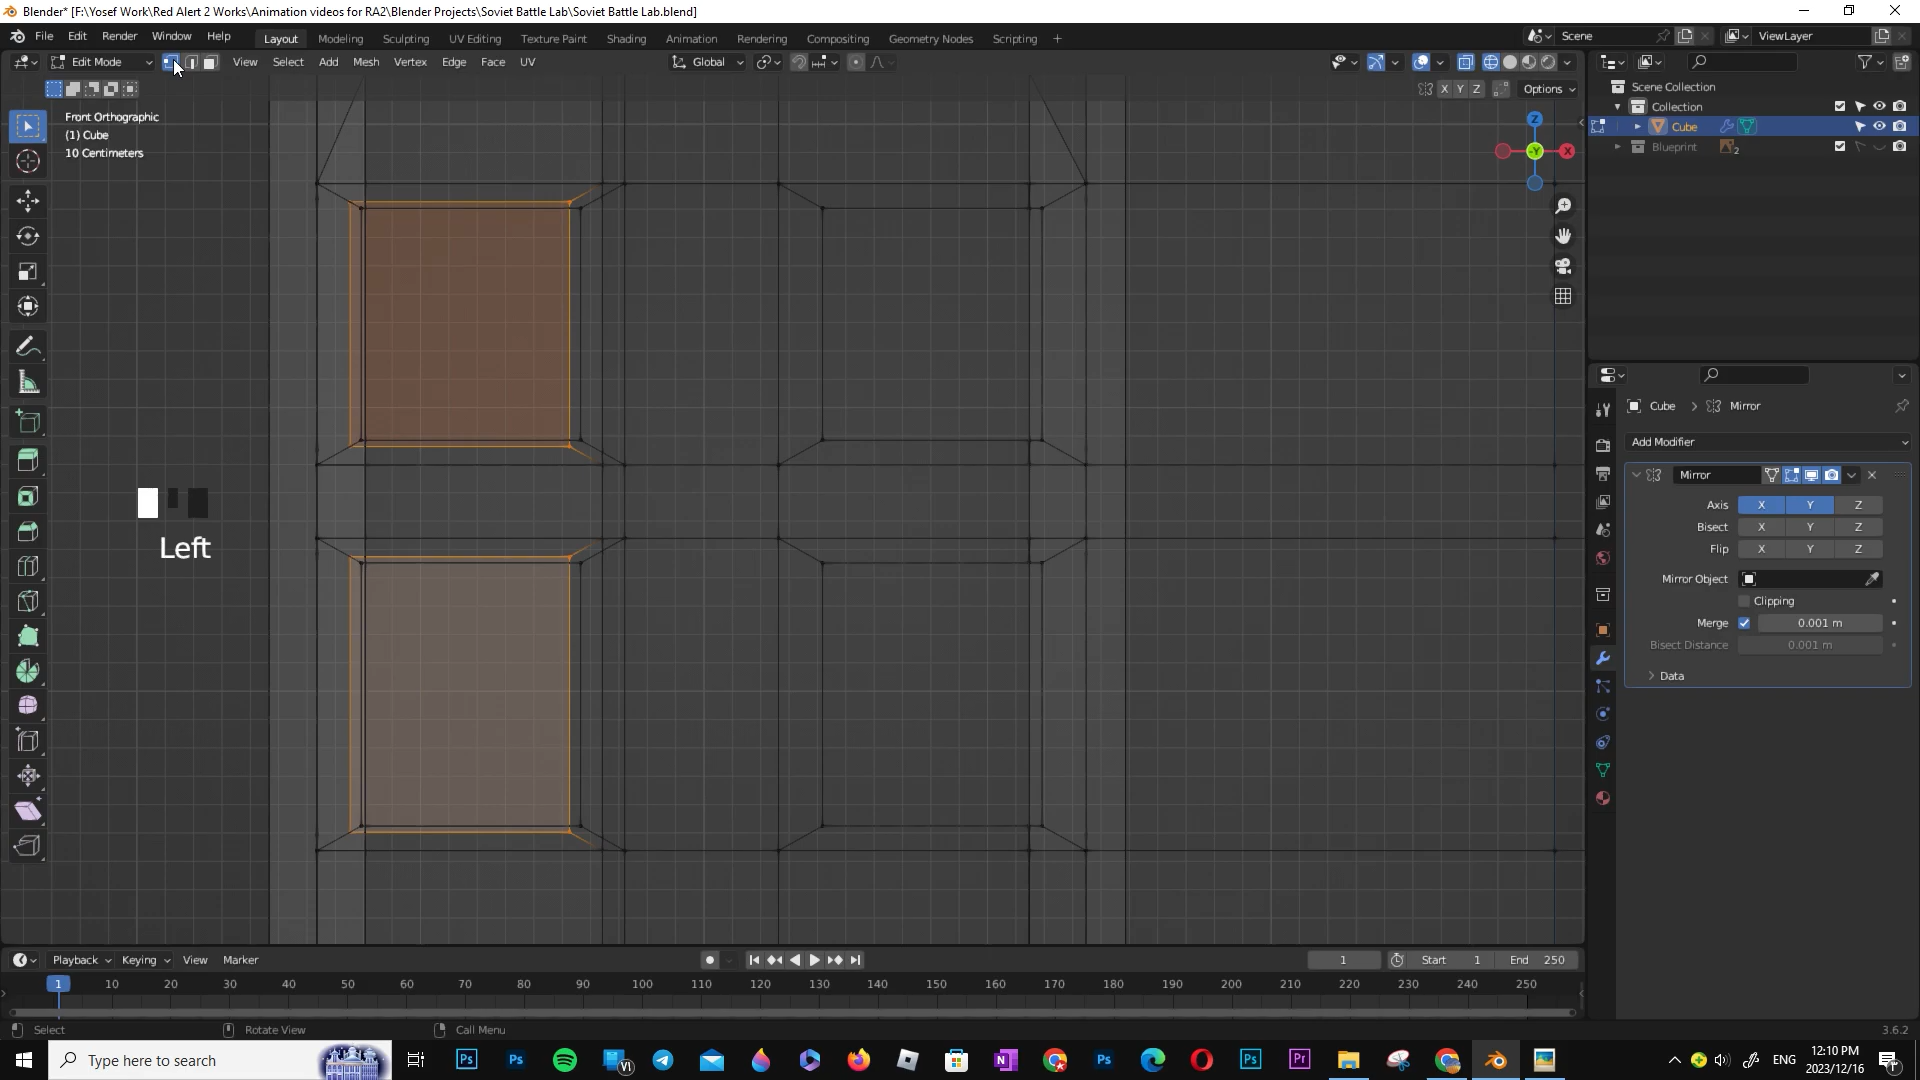 Blender* [F:\Yosef Work\Red Alert 2 Works\Animation videos for RA2\Blender Projects\Soviet Battle Lab\Soviet Battle Lab.blend]
File Edit Render Window Help Layout Modeling Sculpting UV Editing Texture Paint Shading Animation Rendering Compositing Geometry Nodes Scripting + Scene ViewLayer
Edit Mode View Select Add Mesh Vertex Edge Face UV Global
X Y Z Options
Front Orthographic
(1) Cube
10 Centimeters
Z
-Y X
Left
Scene Collection
Collection
Cube
Blueprint 2
Cube > Mirror
Add Modifier
Mirror
Axis X Y Z
Bisect X Y Z
Flip X Y Z
Mirror Object
Clipping
Merge 0.001 m
Bisect Distance 0.001 m
Data
Playback Keying View Marker 1 Start 1 End 250
1 10 20 30 40 50 60 70 80 90 100 110 120 130 140 150 160 170 180 190 200 210 220 230 240 250
Select Rotate View Call Menu 3.6.2
Type here to search
ENG
12:10 PM
2023/12/16